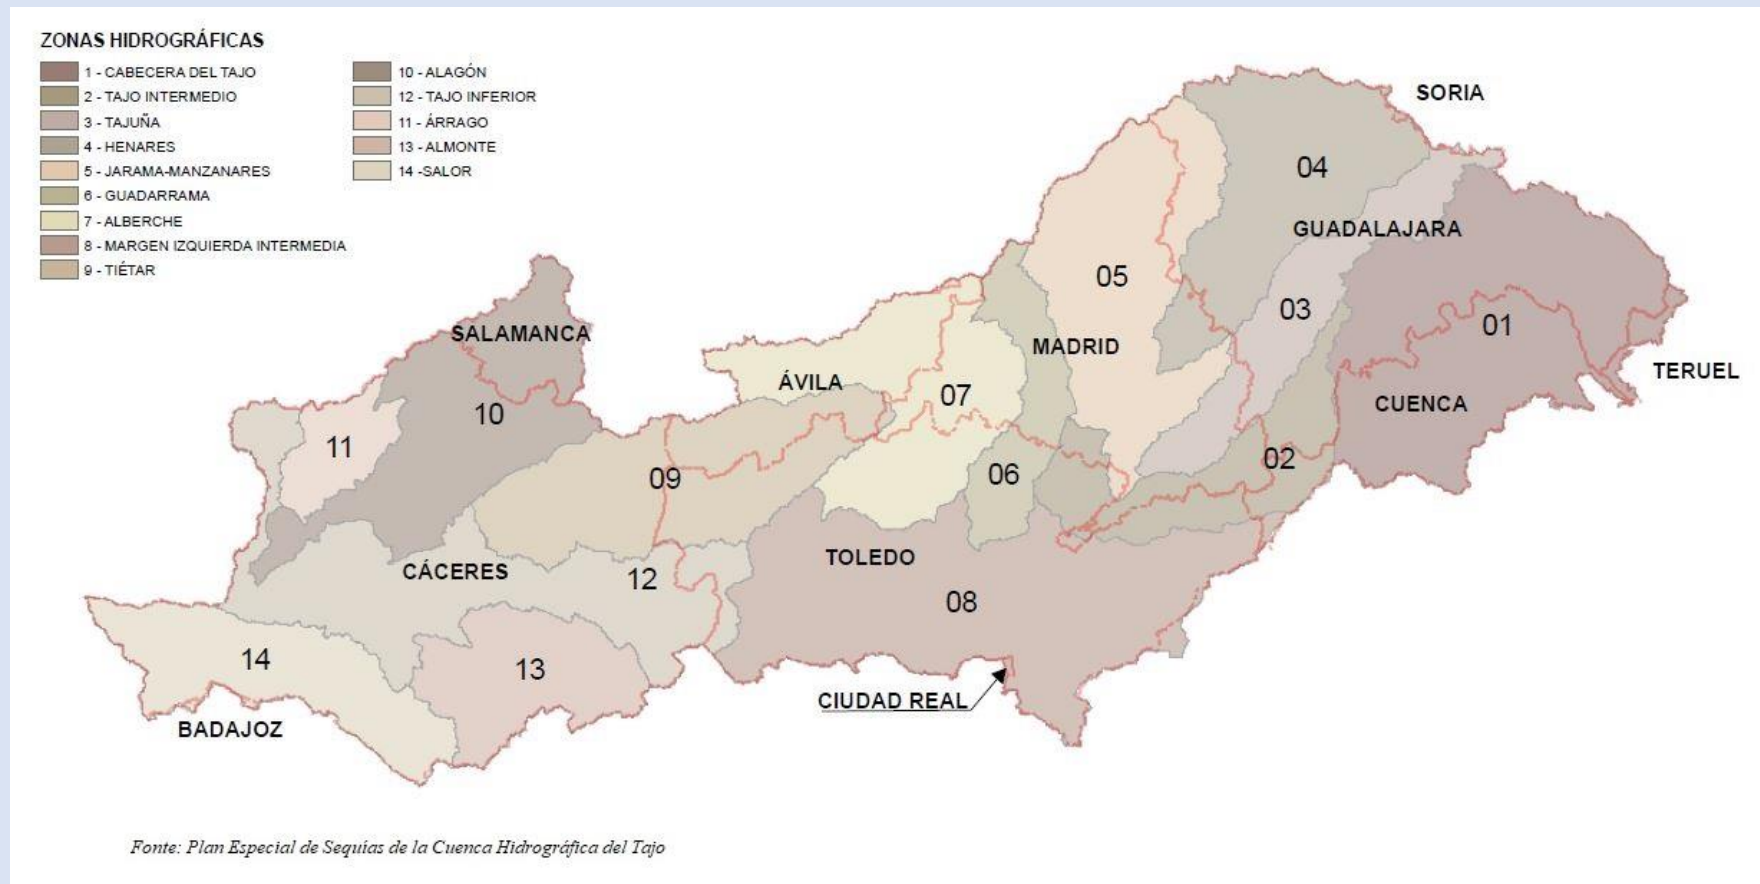 ZONAS HIDROGRÁFICAS
1 - CABECERA DEL TAJO
2 - TAJO INTERMEDIO
3 - TAJUÑA
4 - HENARES
5 - JARAMA-MANZANARES
6 - GUADARRAMA
7 - ALBERCHE
8 - MARGEN IZQUIERDA INTERMEDIA
9 - TIÉTAR
10 - ALAGÓN
12 - TAJO INFERIOR
11 - ÁRRAGO
13 - ALMONTE
14 -SALOR
SORIA
04
GUADALAJARA
05
03
01
SALAMANCA
MADRID
TERUEL
ÁVILA
07
CUENCA
10
11
02
09
06
TOLEDO
CÁCERES
12
08
14
13
CIUDAD REAL
BADAJOZ
Fonte: Plan Especial de Sequías de la Cuenca Hidrográfica del Tajo